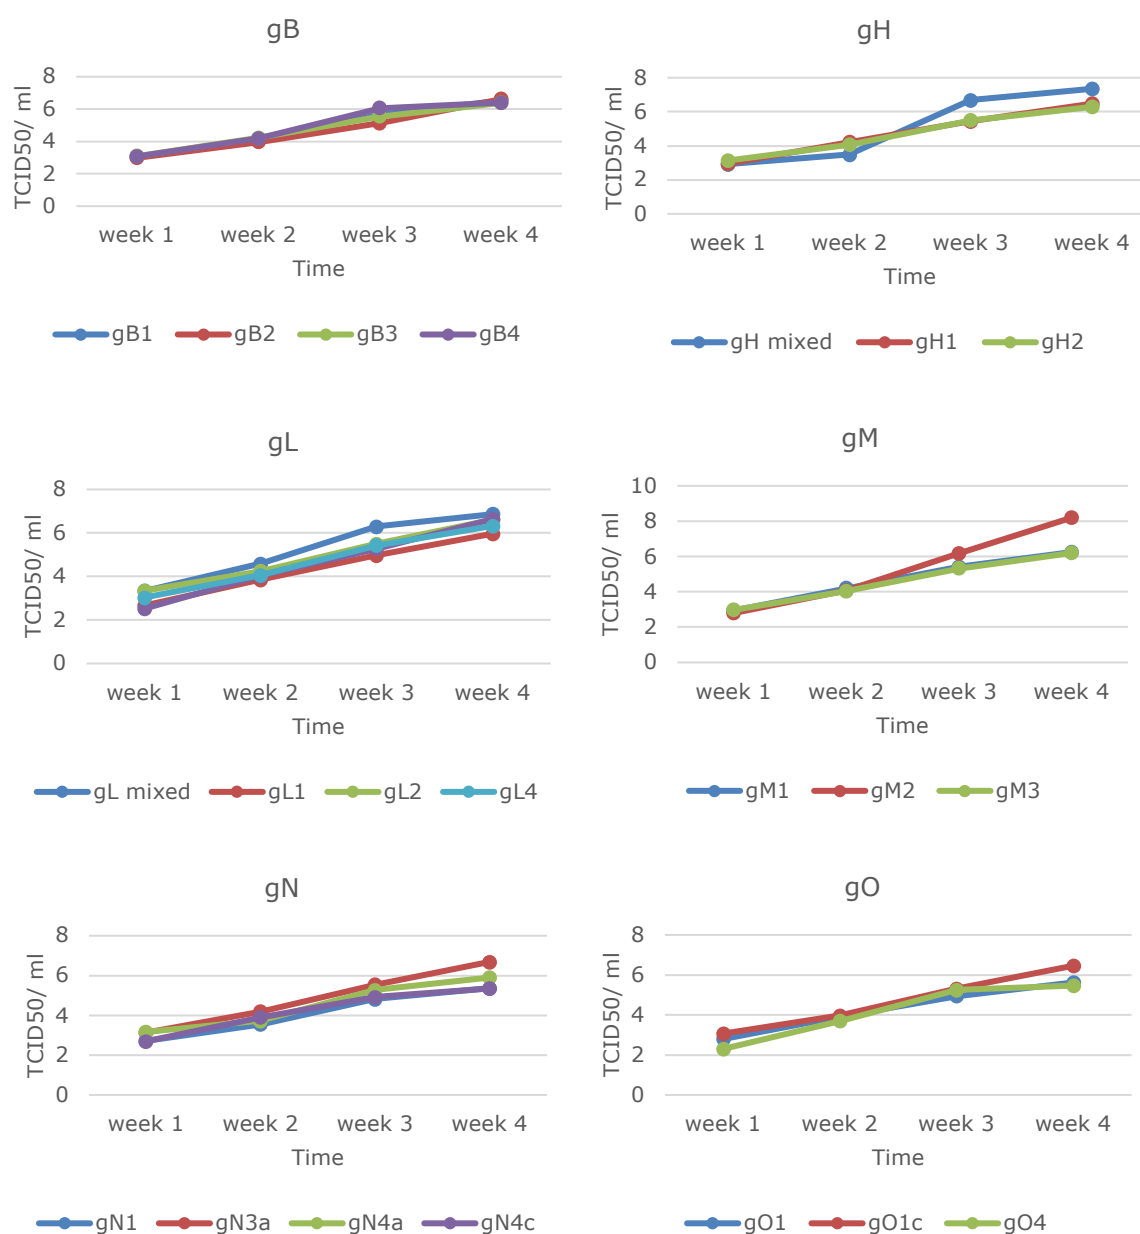 gB
TCID50/ ml
8
6
4
2
0
week 1 week 2 week 3 week 4
Time
gB1 gB2 gB3 gB4
gH
TCID50/ ml
8
6
4
2
0
week 1 week 2 week 3 week 4
Time
gH mixed gH1 gH2
gL
TCID50/ ml
8
6
4
2
0
week 1 week 2 week 3 week 4
Time
gL mixed gL1 gL2 gL4
gM
TCID50/ ml
10
8
6
4
2
0
week 1 week 2 week 3 week 4
Time
gM1 gM2 gM3
gN
TCID50/ ml
8
6
4
2
0
week 1 week 2 week 3 week 4
Time
gN1 gN3a gN4a gN4c
gO
TCID50/ ml
8
6
4
2
0
week 1 week 2 week 3 week 4
Time
gO1 gO1c gO4